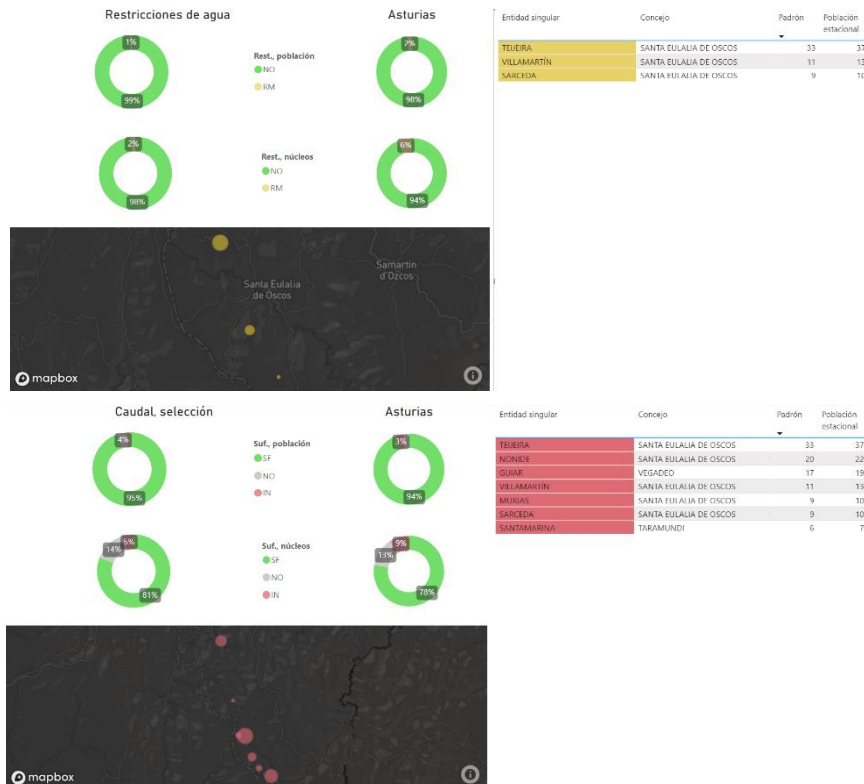 Restricciones de agua
Asturias
1%
99%
Rest., población
NO
RM
2%
98%
2%
98%
Rest., núcleos
NO
RM
6%
94%
Entidad singular Concejo Padrón Población estacional
TEIJEIRA SANTA EULALIA DE OSCOS 33 37
VILLAMARTÍN SANTA EULALIA DE OSCOS 11 13
SARCEDA SANTA EULALIA DE OSCOS 9 10
Santa Eulalia
de Oscos
Samartín
d'Ozcos
mapbox
Caudal, selección
Asturias
4%
95%
Suf., población
SF
NO
IN
3%
94%
5%
14%
81%
Suf., núcleos
SF
NO
IN
9%
13%
78%
Entidad singular Concejo Padrón Población estacional
TEIJEIRA SANTA EULALIA DE OSCOS 33 37
NONIDE SANTA EULALIA DE OSCOS 20 22
GUIAR VEGADEO 17 19
VILLAMARTÍN SANTA EULALIA DE OSCOS 11 13
MURIAS SANTA EULALIA DE OSCOS 9 10
SARCEDA SANTA EULALIA DE OSCOS 9 10
SANTAMARINA TARAMUNDI 6 7
mapbox